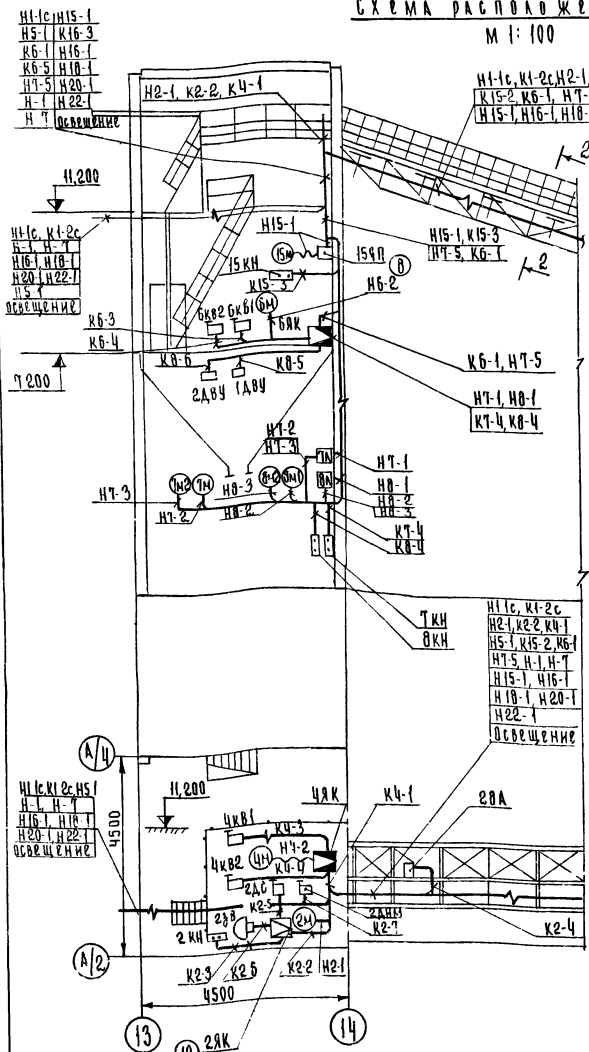 СХЕМА РАСПОЛОЖЕ
М 1:100
Н1-1с Н15-1
Н5-1 К16-3
К6-1 Н16-1
К6-5 Н18-1
Н7-5 Н20-1
Н-1 Н22-1
Н-7 Освещение
Н2-1, К2-2, К4-1
Н1-1с, К1-2с, Н2-1,
К15-2, К6-1, Н7-
Н15-1, Н16-1, Н18-
2
11,200
Н1-1с, К1-2с
Н-1, Н-7
Н16-1, Н18-1
Н20-1, Н22-1
Н5-1
Освещение
Н15-1
15М
15ЯП
8
Н15-1, К15-3
Н7-5, К6-1
2
15КН
К15-3
6кв2
6кв1
6М
Н6-2
К6-3
К6-4
6ЯК
К6-1, Н7-5
К8-6
К8-5
7200
2ДВУ
1ДВУ
Н7-1, Н8-1
К7-4, К8-4
Н7-2
Н7-3
7Л
Н7-1
7М2
7М
Н8-3
8М2
8М1
8Л
Н8-1
Н8-2
Н8-3
Н7-3
Н7-2
Н8-2
К7-4
К8-4
7КН
8КН
Н1-1с, К1-2с
Н2-1, К2-2, К4-1
Н5-1, К15-2, К6-1
Н7-5, Н-1, Н-7
Н15-1, Н16-1
Н18-1, Н20-1
Н22-1
Освещение
А/4
11,200
Н1-1с, К1-2с, Н5-1
Н-1, Н-7
Н16-1, Н18-1
Н20-1, Н22-1
Освещение
4500
4ЯК
К4-1
28А
4КВ1
К4-3
4М
Н4-2
4КВ2
К4-4
2ДС
К2-5
2ЗВ
2М
2ДНМ
К2-7
К2-4
2КН
А/2
К2-3
К2-6
К2-2
Н2-1
4500
13
14
2ЯК